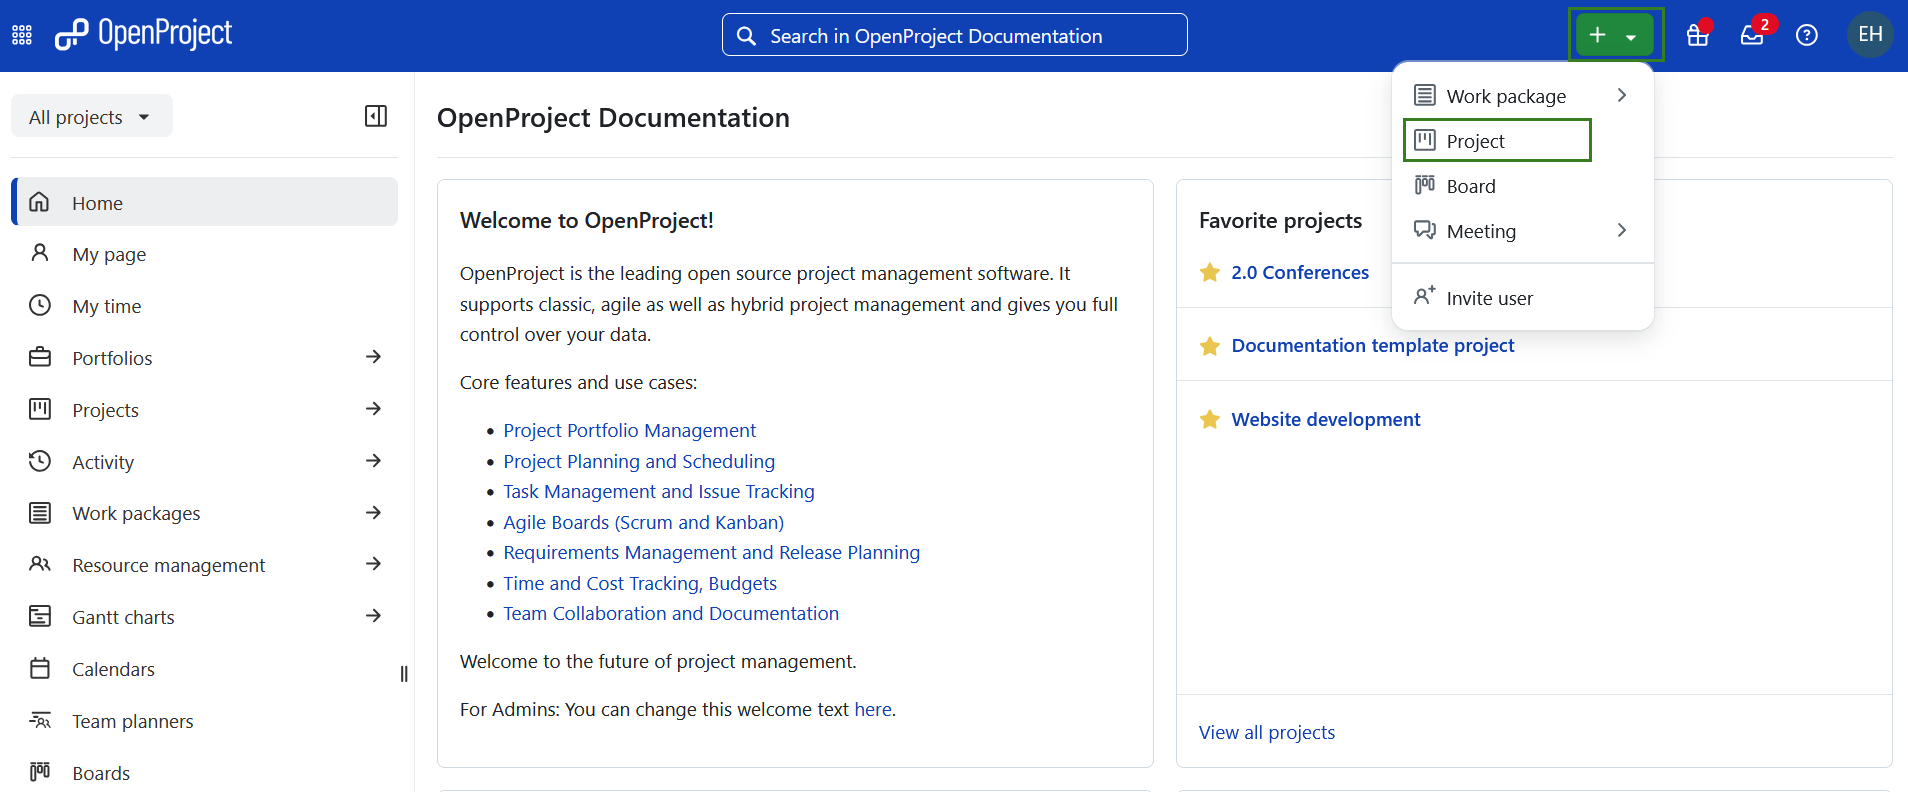 OpenProject
Search in OpenProject Documentation
+
2
EH
All projects
Home
My page
My time
Portfolios
Projects
Activity
Work packages
Resource management
Gantt charts
Calendars
Team planners
Boards
OpenProject Documentation
Welcome to OpenProject!
OpenProject is the leading open source project management software. It
supports classic, agile as well as hybrid project management and gives you full
control over your data.
Core features and use cases:
• Project Portfolio Management
• Project Planning and Scheduling
• Task Management and Issue Tracking
• Agile Boards (Scrum and Kanban)
• Requirements Management and Release Planning
• Time and Cost Tracking, Budgets
• Team Collaboration and Documentation
Welcome to the future of project management.
For Admins: You can change this welcome text here.
Favorite projects
2.0 Conferences
Documentation template project
Website development
View all projects
Work package
Project
Board
Meeting
Invite user